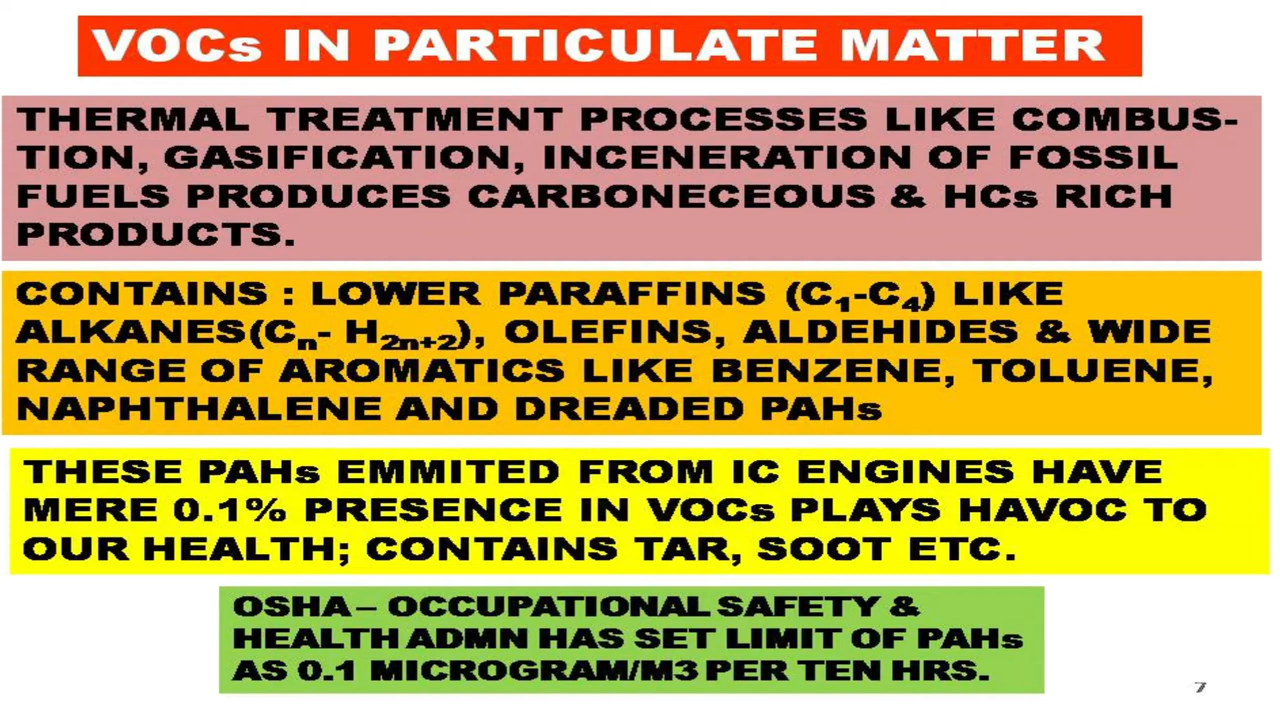 VOCs IN PARTICULATE MATTER
THERMAL TREATMENT PROCESSES LIKE COMBUS-
TION, GASIFICATION, INCENERATION OF FOSSIL
FUELS PRODUCES CARBONECEOUS & HCs RICH
PRODUCTS.
CONTAINS : LOWER PARAFFINS (C₁-C₄) LIKE
ALKANES(Cₙ- H₂ₙ₊₂), OLEFINS, ALDEHIDES & WIDE
RANGE OF AROMATICS LIKE BENZENE, TOLUENE,
NAPHTHALENE AND DREADED PAHs
THESE PAHs EMMITED FROM IC ENGINES HAVE
MERE 0.1% PRESENCE IN VOCs PLAYS HAVOC TO
OUR HEALTH; CONTAINS TAR, SOOT ETC.
OSHA – OCCUPATIONAL SAFETY &
HEALTH ADMN HAS SET LIMIT OF PAHs
AS 0.1 MICROGRAM/M3 PER TEN HRS.
7